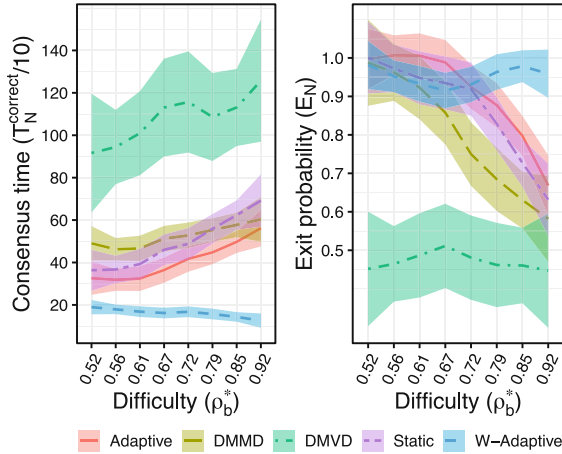 Consensus time (T_N^correct/10)
140
120
100
80
60
40
20
0.52 0.56 0.61 0.67 0.72 0.79 0.85 0.92
Difficulty (ρ_b^*)
Exit probability (E_N)
1.0
0.9
0.8
0.7
0.6
0.5
0.52 0.56 0.61 0.67 0.72 0.79 0.85 0.92
Difficulty (ρ_b^*)
Adaptive DMMD DMVD Static W−Adaptive